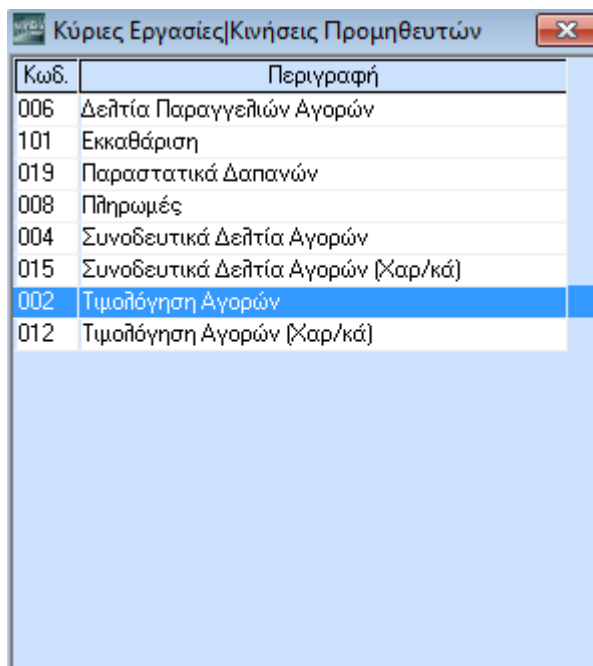 Κύριες Εργασίες|Κινήσεις Προμηθευτών
Κωδ. Περιγραφή
006 Δελτία Παραγγελιών Αγορών
101 Εκκαθάριση
019 Παραστατικά Δαπανών
008 Πληρωμές
004 Συνοδευτικά Δελτία Αγορών
015 Συνοδευτικά Δελτία Αγορών (Χαρ/κά)
002 Τιμολόγηση Αγορών
012 Τιμολόγηση Αγορών (Χαρ/κά)